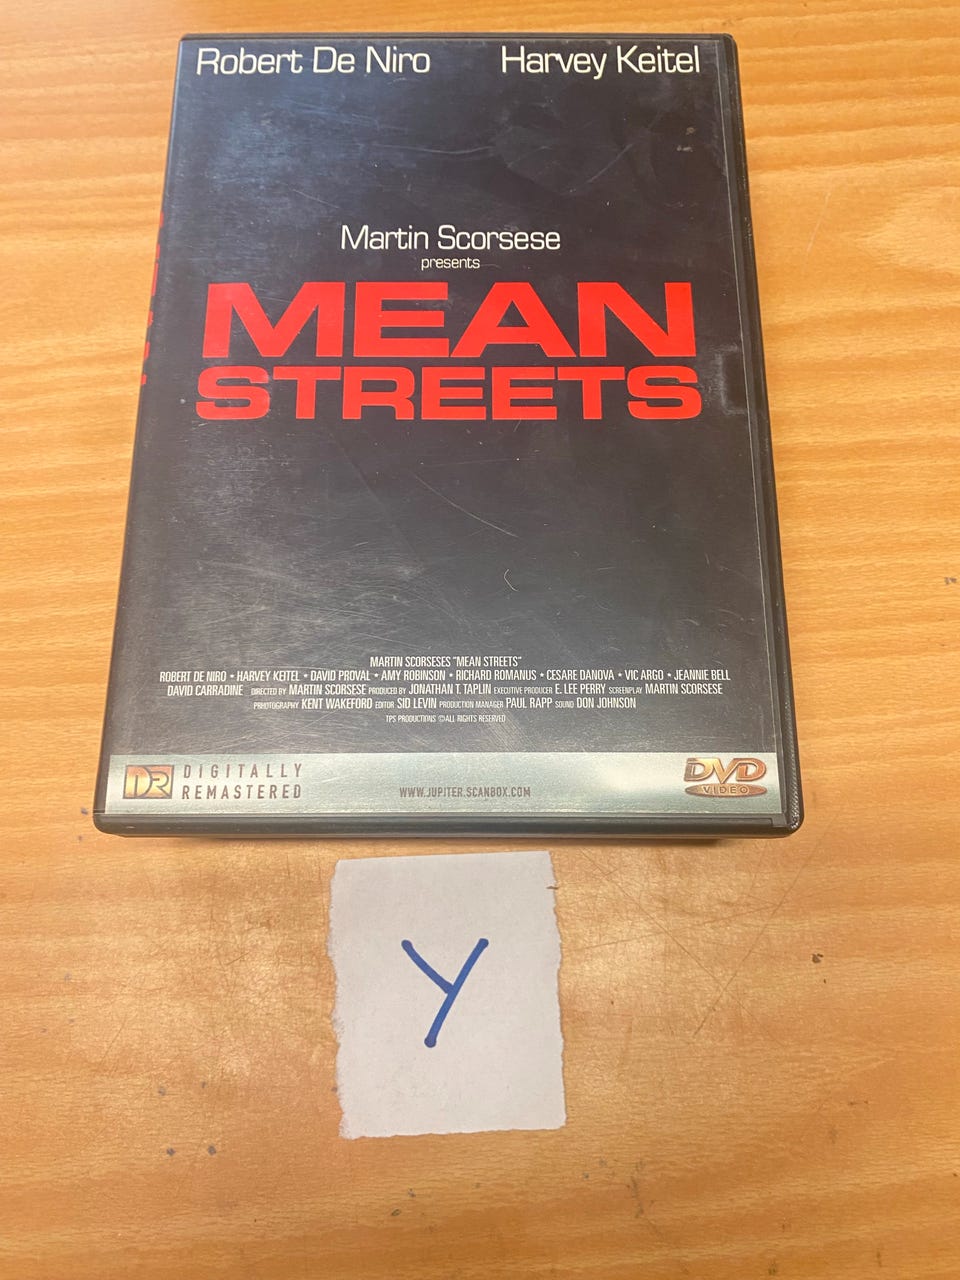 Robert De Niro Harvey Keitel
Martin Scorsese
presents
MEAN
STREETS
MARTIN SCORSESES "MEAN STREETS"
ROBERT DE NIRO • HARVEY KEITEL • DAVID PROVAL • AMY ROBINSON • RICHARD ROMANUS • CESARE DANOVA • VIC ARGO • JEANNIE BELL
DAVID CARRADINE DIRECTED BY MARTIN SCORSESE PRODUCED BY JONATHAN T. TAPLIN EXECUTIVE PRODUCER E. LEE PERRY SCREENPLAY MARTIN SCORSESE
PRHOTOGRAPHY KENT WAKEFORD EDITOR SID LEVIN PRODUCTION MANAGER PAUL RAPP SOUND DON JOHNSON
TPS PRODUCTIONS ©ALL RIGHTS RESERVED
DR DIGITALLY
REMASTERED
WWW.JUPITER.SCANBOX.COM
DVD
VIDEO
Y